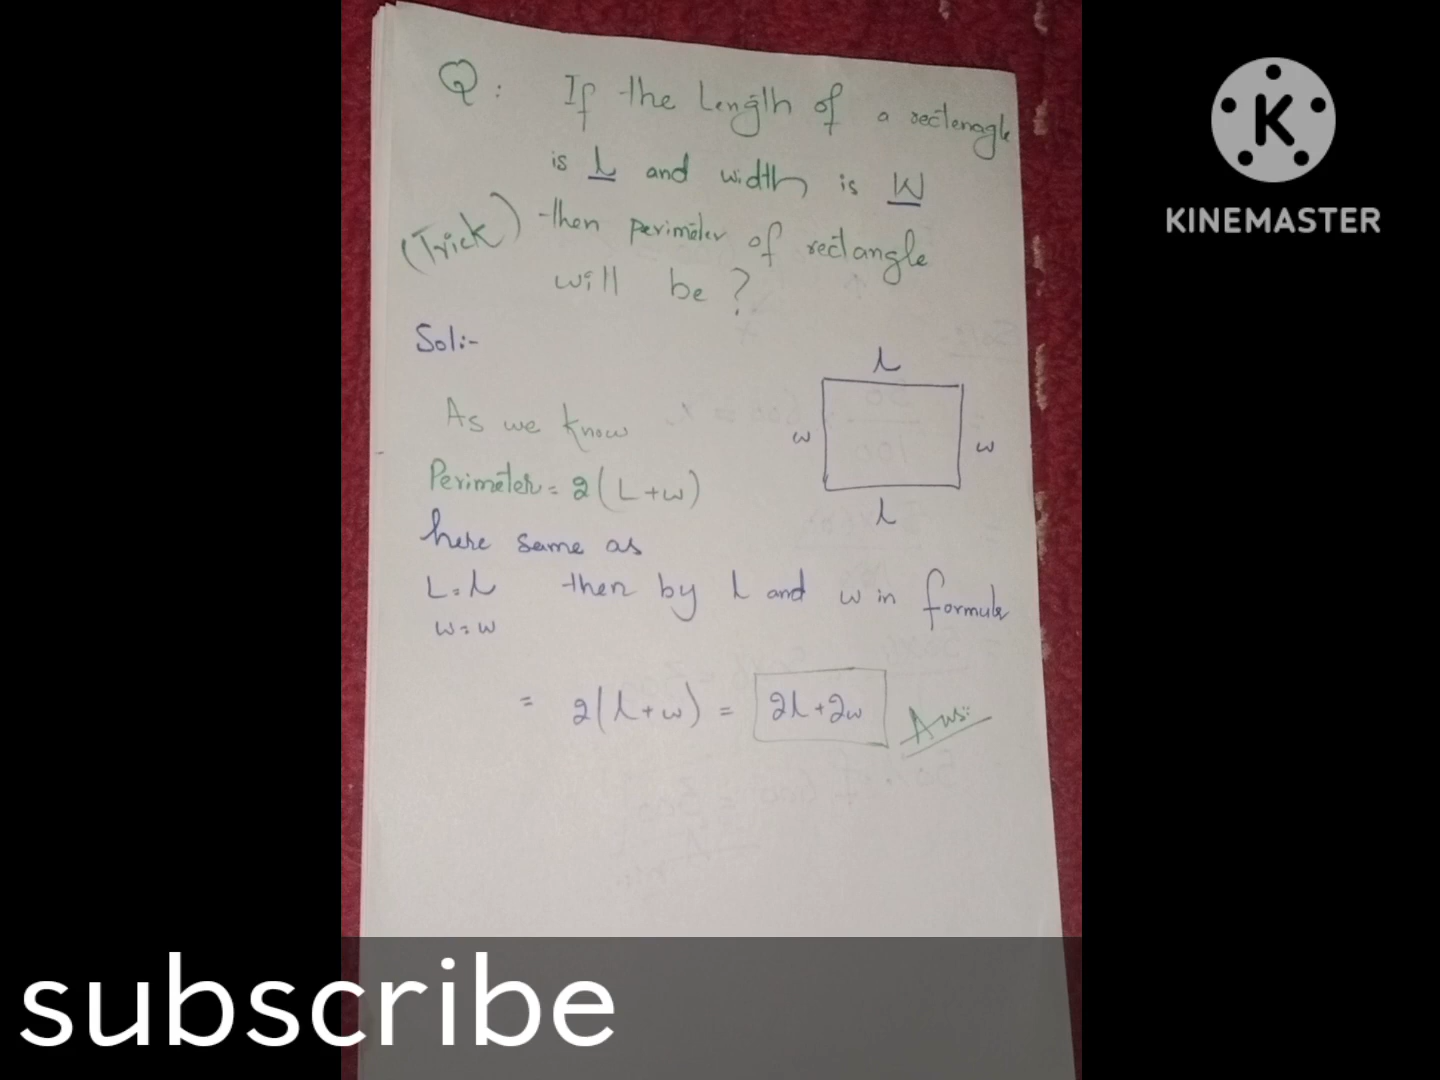 Q: If the Length of a rectenagle
is L and width is W
(Trick) then perimeter of rectangle
will be ?
Sol:-
L
w
w
L
As we know
Perimeter = 2(L+w)
here same as
L=L then by L and w in formula
w=w
= 2(L+w) = 2L+2w Ans:-
K
KINEMASTER
subscribe